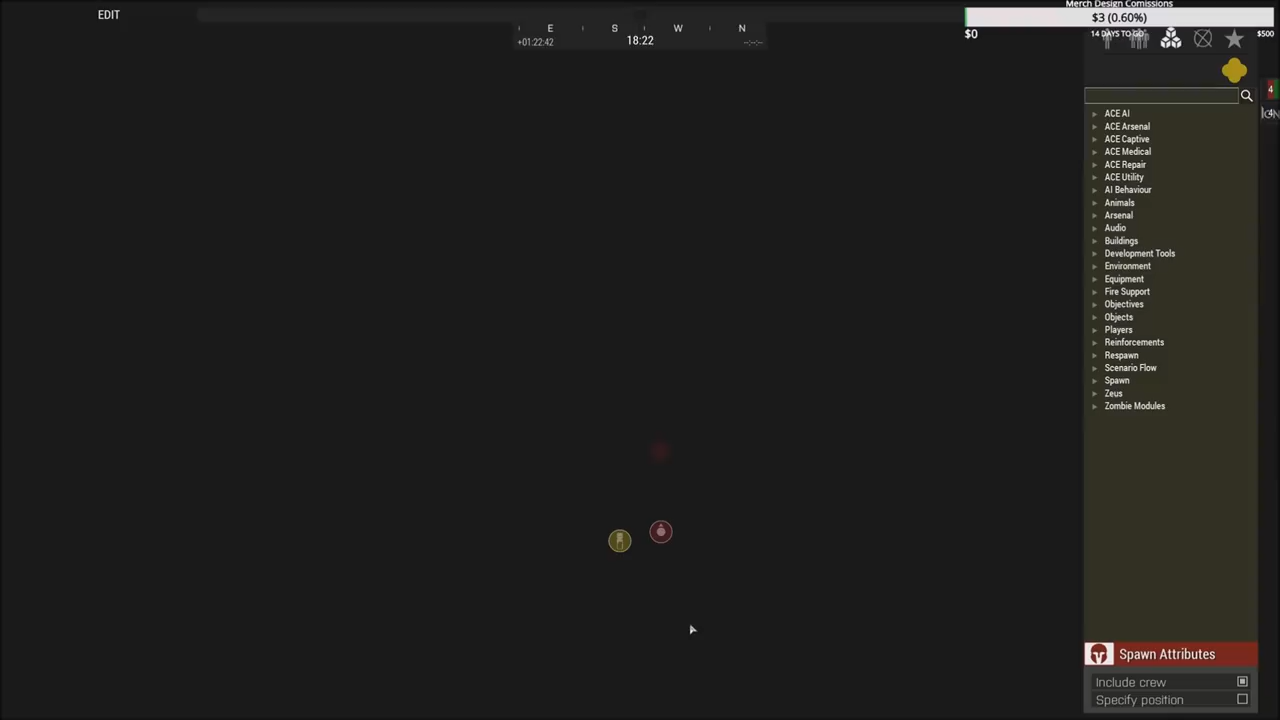 EDIT
E S W N
+01:22:42 18:22 --:--:--
Merch Design Comissions
$3 (0.60%)
$0 14 DAYS TO GO $500
4
4
ACE AI
ACE Arsenal
ACE Captive
ACE Medical
ACE Repair
ACE Utility
AI Behaviour
Animals
Arsenal
Audio
Buildings
Development Tools
Environment
Equipment
Fire Support
Objectives
Objects
Players
Reinforcements
Respawn
Scenario Flow
Spawn
Zeus
Zombie Modules
Spawn Attributes
Include crew
Specify position